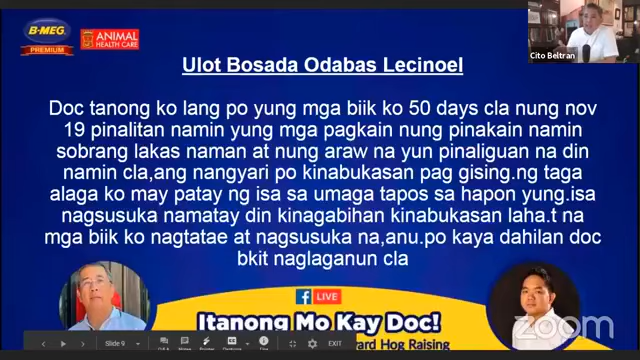 B-MEG
PREMIUM
ANIMAL
HEALTH CARE
Cito Beltran
Ulot Bosada Odabas Lecinoel
Doc tanong ko lang po yung mga biik ko 50 days cla nung nov
19 pinalitan namin yung mga pagkain nung pinakain namin
sobrang lakas naman at nung araw na yun pinaliguan na din
namin cla,ang nangyari po kinabukasan pag gising.ng taga
alaga ko may patay ng isa sa umaga tapos sa hapon yung.isa
nagsusuka namatay din kinagabihan kinabukasan laha.t na
mga biik ko nagtatae at nagsusuka na,anu.po kaya dahilan doc
bkit naglaganun cla
LIVE
Itanong Mo Kay Doc!
ard Hog Raising
Slide 9
EXIT
zoom